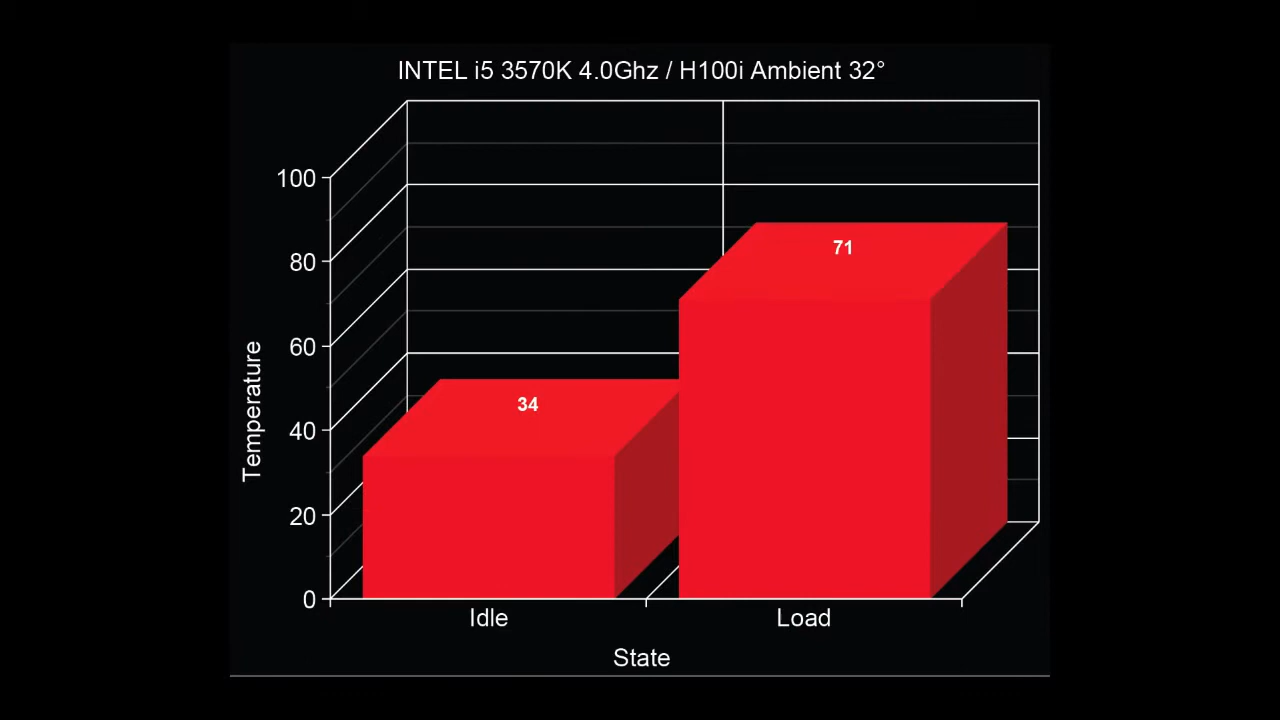 INTEL i5 3570K 4.0Ghz / H100i Ambient 32°
100
80
60
40
20
0
Temperature
34
71
Idle
Load
State